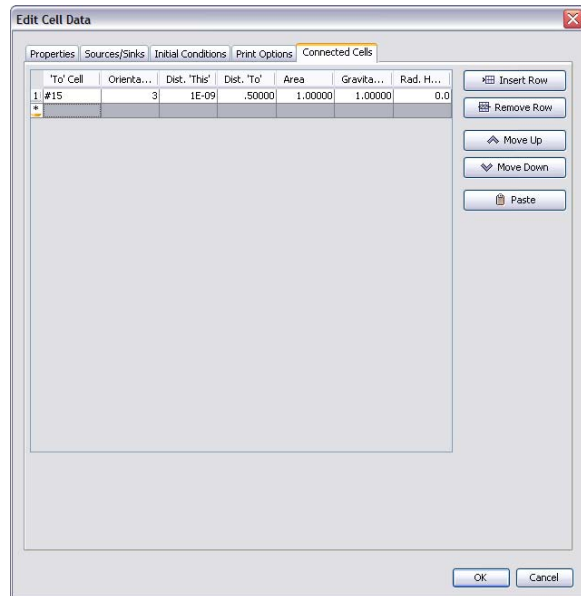 Edit Cell Data
Properties Sources/Sinks Initial Conditions Print Options Connected Cells
'To' Cell Orienta... Dist. 'This' Dist. 'To' Area Gravita... Rad. H...
1 #15 3 1E-09 .50000 1.00000 1.00000 0.0
*
Insert Row
Remove Row
Move Up
Move Down
Paste
OK Cancel